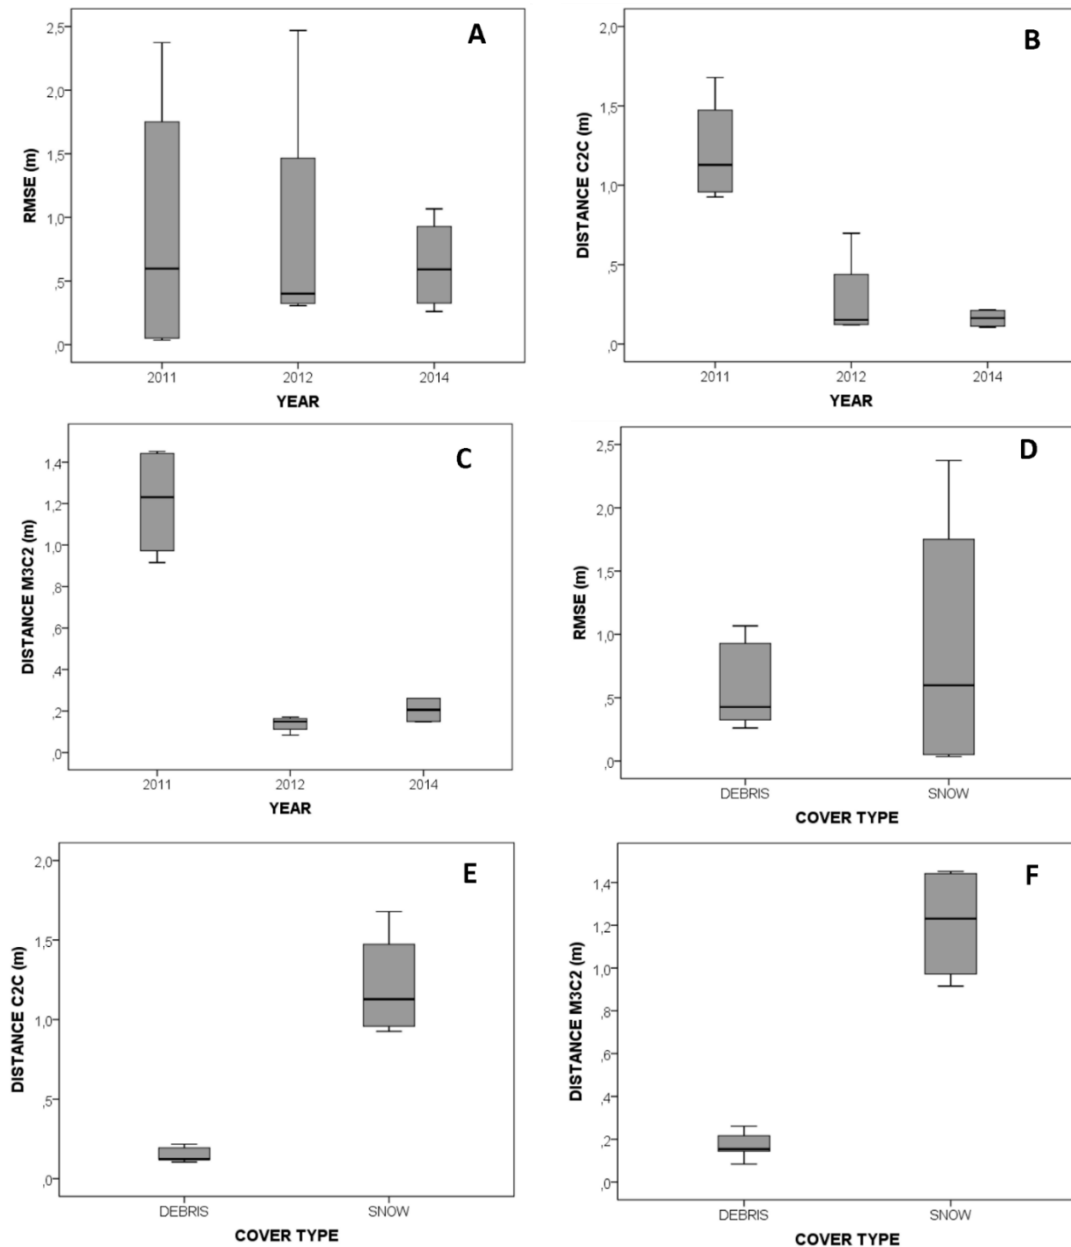 A
RMSE (m)
2,5
2,0
1,5
1,0
,5
,0
2011 2012 2014
YEAR
B
DISTANCE C2C (m)
2,0
1,5
1,0
,5
,0
2011 2012 2014
YEAR
C
DISTANCE M3C2 (m)
1,4
1,2
1,0
,8
,6
,4
,2
,0
2011 2012 2014
YEAR
D
RMSE (m)
2,5
2,0
1,5
1,0
,5
,0
DEBRIS SNOW
COVER TYPE
E
DISTANCE C2C (m)
2,0
1,5
1,0
,5
,0
DEBRIS SNOW
COVER TYPE
F
DISTANCE M3C2 (m)
1,4
1,2
1,0
,8
,6
,4
,2
,0
DEBRIS SNOW
COVER TYPE